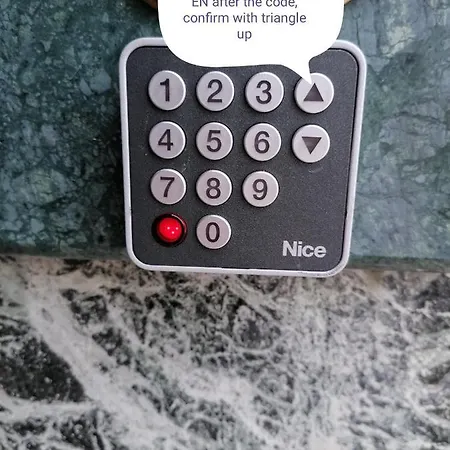 EN after the code,
confirm with triangle
up
1 2 3 ▲
4 5 6 ▼
7 8 9
0
Nice